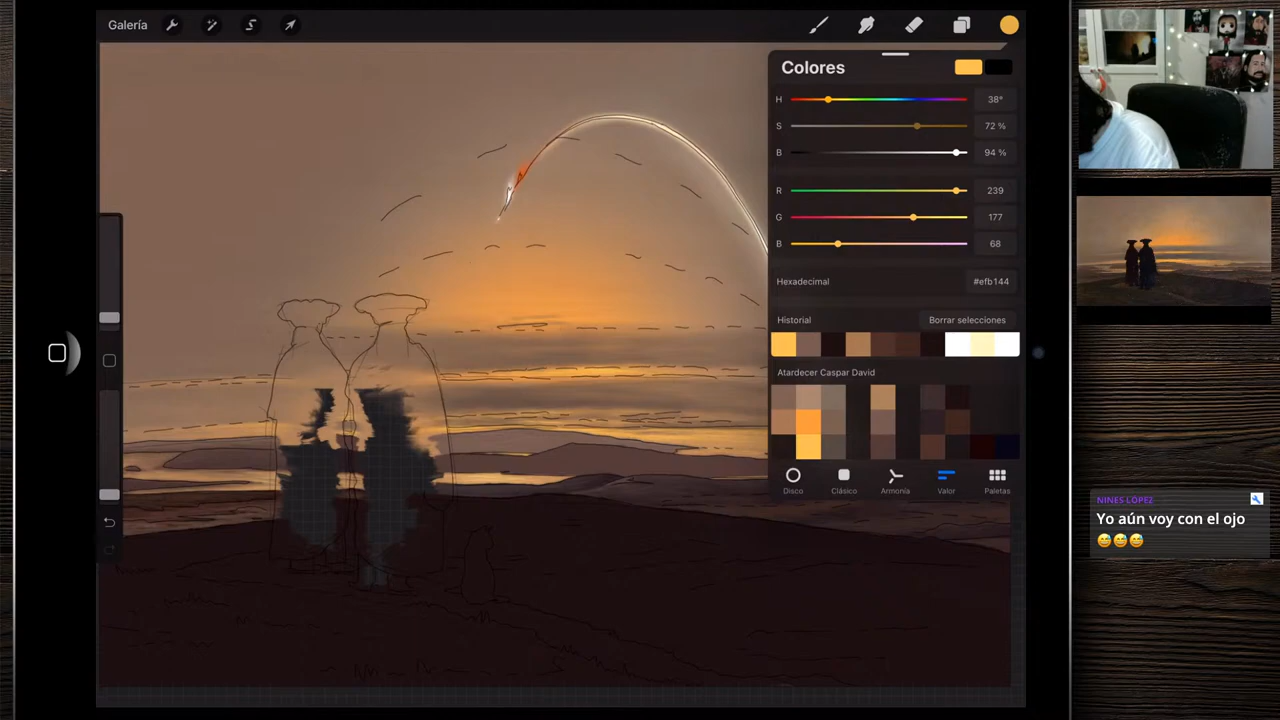 Galería
Colores
H 38°
S 72 %
B 94 %
R 239
G 177
B 68
Hexadecimal #efb144
Historial Borrar selecciones
Atardecer Caspar David
Disco Clásico Armonía Valor Paletas
NINES LÓPEZ
Yo aún voy con el ojo
😅😅😅